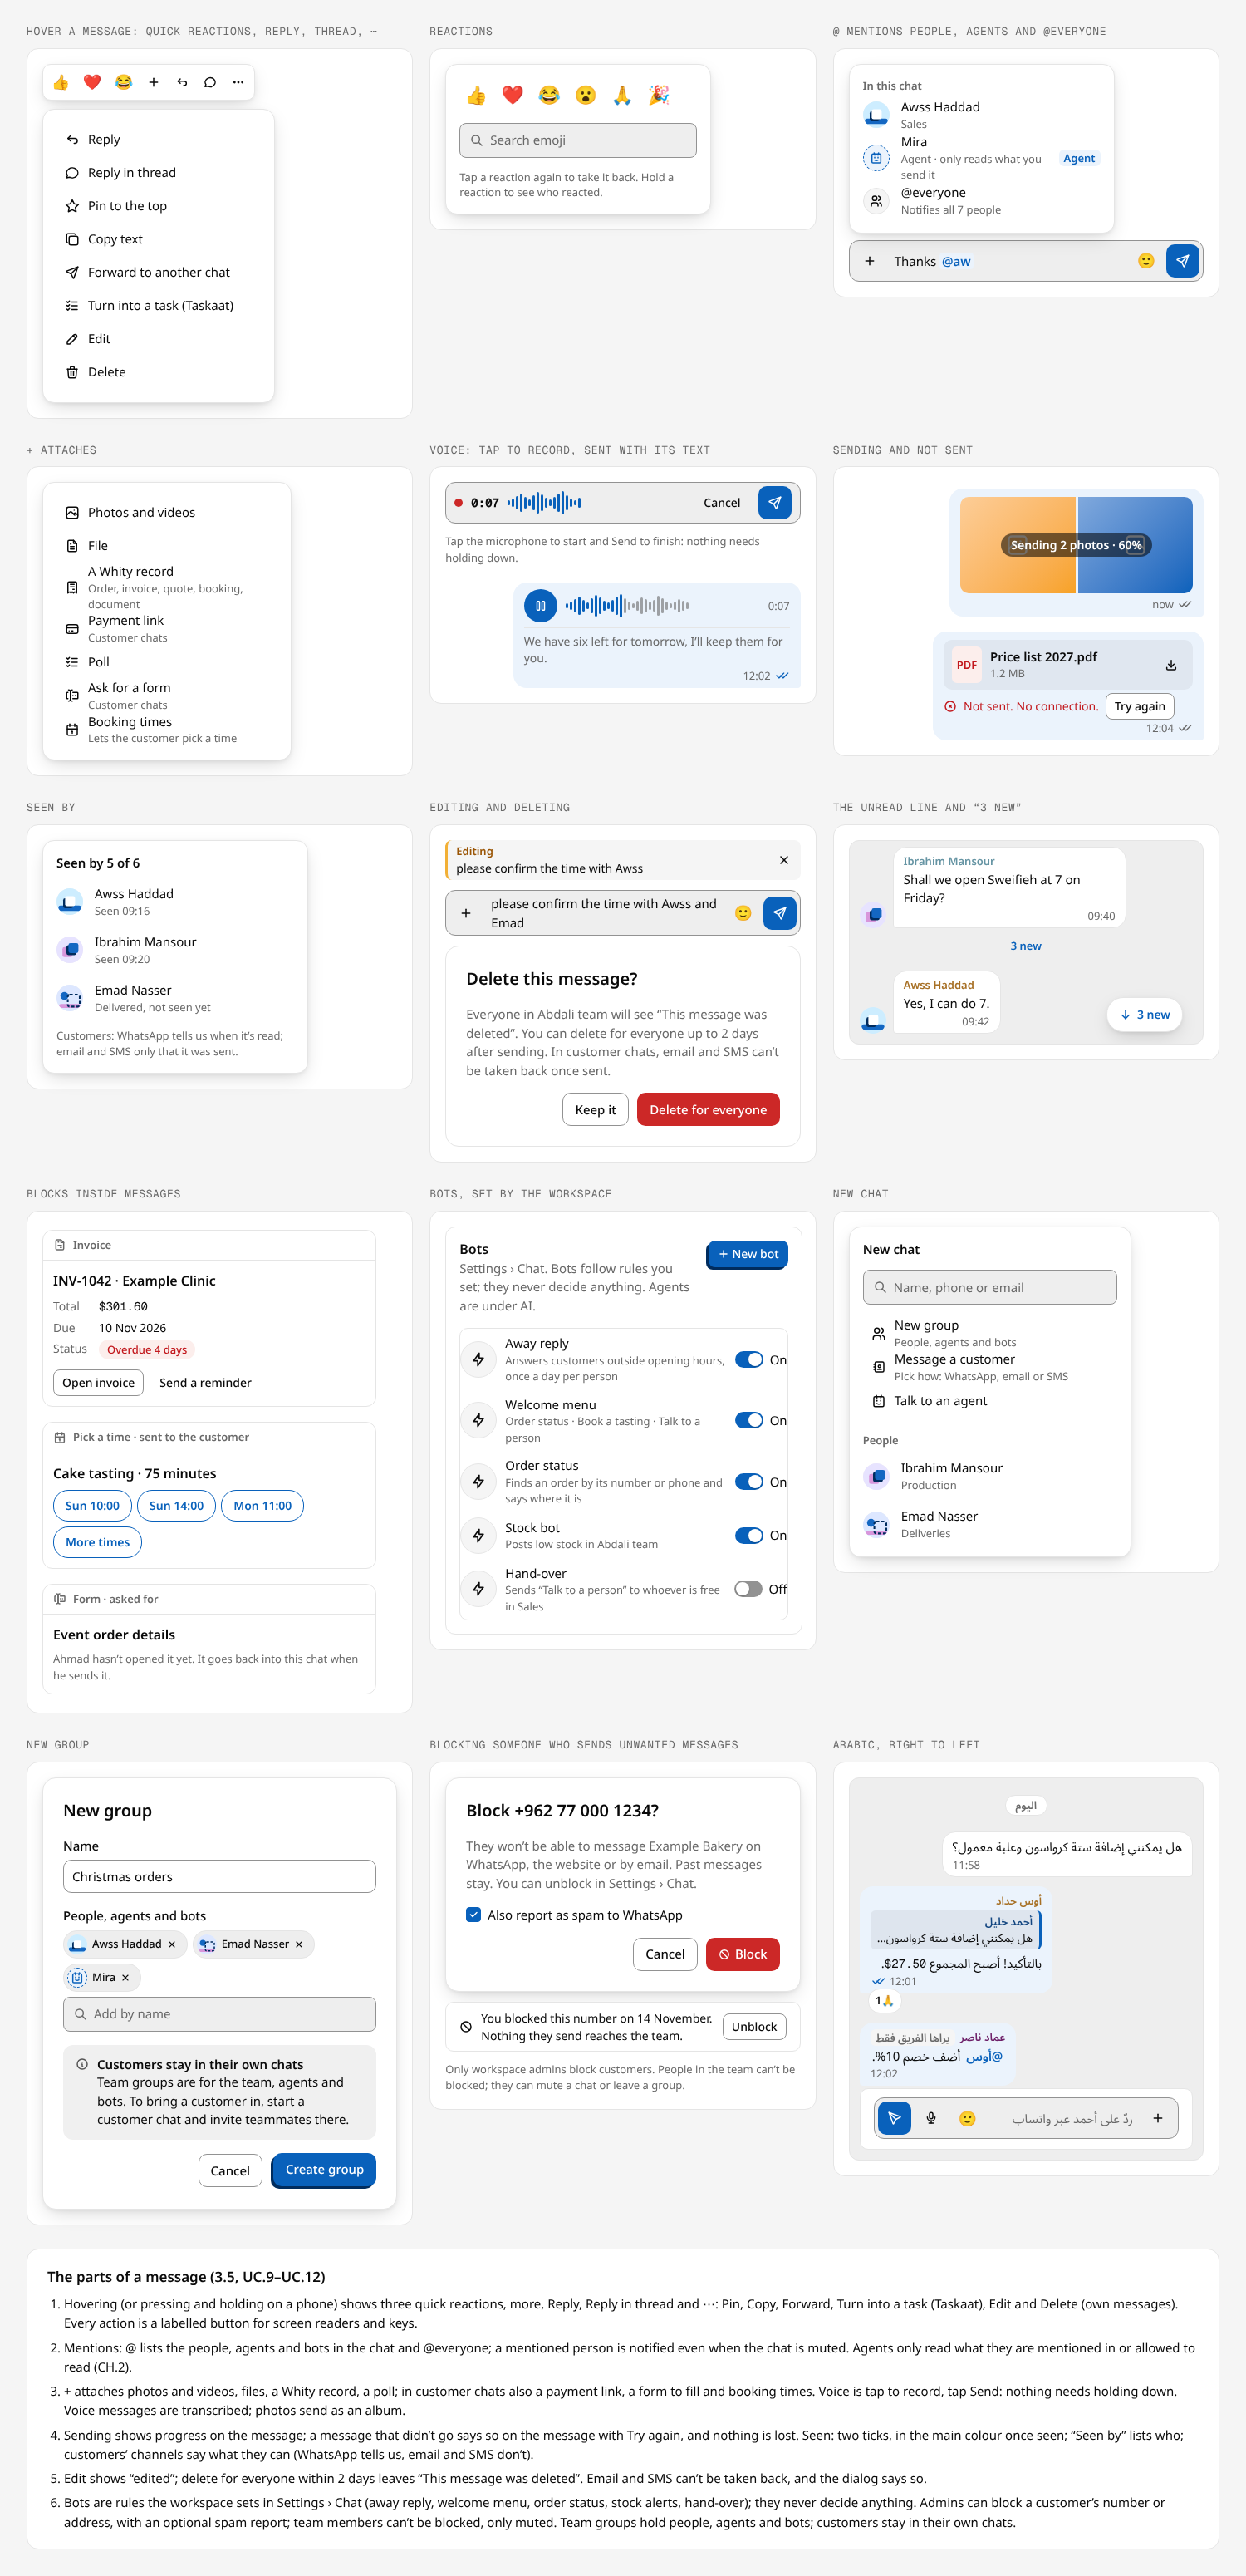 HOVER A MESSAGE: QUICK REACTIONS, REPLY, THREAD, ⋯
👍 ❤️ 😂
Reply
Reply in thread
Pin to the top
Copy text
Forward to another chat
Turn into a task (Taskaat)
Edit
Delete
REACTIONS
👍 ❤️ 😂 😮 🙏 🎉
Search emoji
Tap a reaction again to take it back. Hold a
reaction to see who reacted.
@ MENTIONS PEOPLE, AGENTS AND @EVERYONE
In this chat
Awss Haddad
Sales
Mira
Agent · only reads what you
send it
Agent
@everyone
Notifies all 7 people
Thanks @aw
+ ATTACHES
Photos and videos
File
A Whity record
Order, invoice, quote, booking,
document
Payment link
Customer chats
Poll
Ask for a form
Customer chats
Booking times
Lets the customer pick a time
VOICE: TAP TO RECORD, SENT WITH ITS TEXT
0:07
Cancel
Tap the microphone to start and Send to finish: nothing needs
holding down.
0:07
We have six left for tomorrow, I’ll keep them for
you.
12:02
SENDING AND NOT SENT
Sending 2 photos · 60%
now
PDF
Price list 2027.pdf
1.2 MB
Not sent. No connection.
Try again
12:04
SEEN BY
Seen by 5 of 6
Awss Haddad
Seen 09:16
Ibrahim Mansour
Seen 09:20
Emad Nasser
Delivered, not seen yet
Customers: WhatsApp tells us when it’s read;
email and SMS only that it was sent.
EDITING AND DELETING
Editing
please confirm the time with Awss
please confirm the time with Awss and
Emad
Delete this message?
Everyone in Abdali team will see “This message was
deleted”. You can delete for everyone up to 2 days
after sending. In customer chats, email and SMS can’t
be taken back once sent.
Keep it
Delete for everyone
THE UNREAD LINE AND “3 NEW”
Ibrahim Mansour
Shall we open Sweifieh at 7 on
Friday?
09:40
3 new
Awss Haddad
Yes, I can do 7.
09:42
3 new
BLOCKS INSIDE MESSAGES
Invoice
INV-1042 · Example Clinic
Total $301.60
Due 10 Nov 2026
Status Overdue 4 days
Open invoice
Send a reminder
Pick a time · sent to the customer
Cake tasting · 75 minutes
Sun 10:00
Sun 14:00
Mon 11:00
More times
Form · asked for
Event order details
Ahmad hasn’t opened it yet. It goes back into this chat when
he sends it.
BOTS, SET BY THE WORKSPACE
Bots
Settings › Chat. Bots follow rules you
set; they never decide anything. Agents
are under AI.
+ New bot
Away reply
Answers customers outside opening hours,
once a day per person
On
Welcome menu
Order status · Book a tasting · Talk to a
person
On
Order status
Finds an order by its number or phone and
says where it is
On
Stock bot
Posts low stock in Abdali team
On
Hand-over
Sends “Talk to a person” to whoever is free
in Sales
Off
NEW CHAT
New chat
Name, phone or email
New group
People, agents and bots
Message a customer
Pick how: WhatsApp, email or SMS
Talk to an agent
People
Ibrahim Mansour
Production
Emad Nasser
Deliveries
NEW GROUP
New group
Name
Christmas orders
People, agents and bots
Awss Haddad
Emad Nasser
Mira
Add by name
Customers stay in their own chats
Team groups are for the team, agents and
bots. To bring a customer in, start a
customer chat and invite teammates there.
Cancel
Create group
BLOCKING SOMEONE WHO SENDS UNWANTED MESSAGES
Block +962 77 000 1234?
They won’t be able to message Example Bakery on
WhatsApp, the website or by email. Past messages
stay. You can unblock in Settings › Chat.
Also report as spam to WhatsApp
Cancel
Block
You blocked this number on 14 November.
Nothing they send reaches the team.
Unblock
Only workspace admins block customers. People in the team can’t be
blocked; they can mute a chat or leave a group.
ARABIC, RIGHT TO LEFT
اليوم
هل يمكنني إضافة ستة كرواسون وعلبة معمول؟
11:58
أوس حداد
أحمد خليل
هل يمكنني إضافة ستة كرواسون...
بالتأكيد! أصبح المجموع $27.50.
12:01
🙏1
عماد ناصر يراها الفريق فقط
@أوس أضف خصم 10%.
12:02
ردّ على أحمد عبر واتساب
The parts of a message (3.5, UC.9–UC.12)
1. Hovering (or pressing and holding on a phone) shows three quick reactions, more, Reply, Reply in thread and ⋯: Pin, Copy, Forward, Turn into a task (Taskaat), Edit and Delete (own messages).
Every action is a labelled button for screen readers and keys.
2. Mentions: @ lists the people, agents and bots in the chat and @everyone; a mentioned person is notified even when the chat is muted. Agents only read what they are mentioned in or allowed to
read (CH.2).
3. + attaches photos and videos, files, a Whity record, a poll; in customer chats also a payment link, a form to fill and booking times. Voice is tap to record, tap Send: nothing needs holding down.
Voice messages are transcribed; photos send as an album.
4. Sending shows progress on the message; a message that didn’t go says so on the message with Try again, and nothing is lost. Seen: two ticks, in the main colour once seen; “Seen by” lists who;
customers’ channels say what they can (WhatsApp tells us, email and SMS don’t).
5. Edit shows “edited”; delete for everyone within 2 days leaves “This message was deleted”. Email and SMS can’t be taken back, and the dialog says so.
6. Bots are rules the workspace sets in Settings › Chat (away reply, welcome menu, order status, stock alerts, hand-over); they never decide anything. Admins can block a customer’s number or
address, with an optional spam report; team members can’t be blocked, only muted. Team groups hold people, agents and bots; customers stay in their own chats.